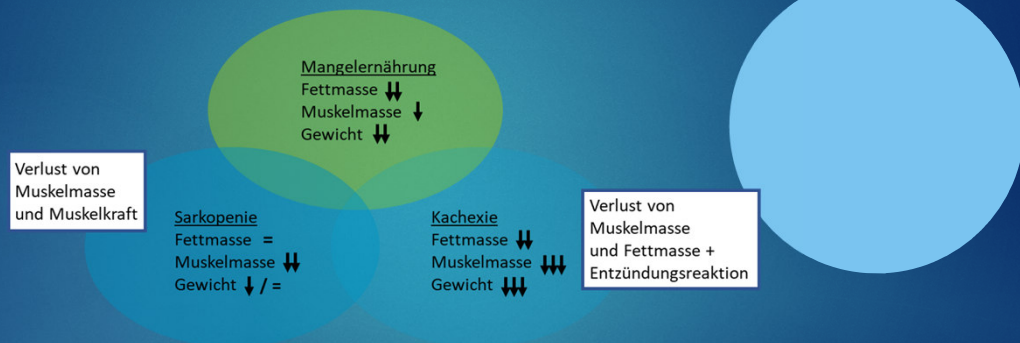 Mangelernährung
Fettmasse ↓↓
Muskelmasse ↓
Gewicht ↓↓
Verlust von
Muskelmasse
und Muskelkraft
Sarkopenie
Fettmasse =
Muskelmasse ↓↓
Gewicht ↓ / =
Kachexie
Fettmasse ↓↓
Muskelmasse ↓↓↓
Gewicht ↓↓↓
Verlust von
Muskelmasse
und Fettmasse +
Entzündungsreaktion